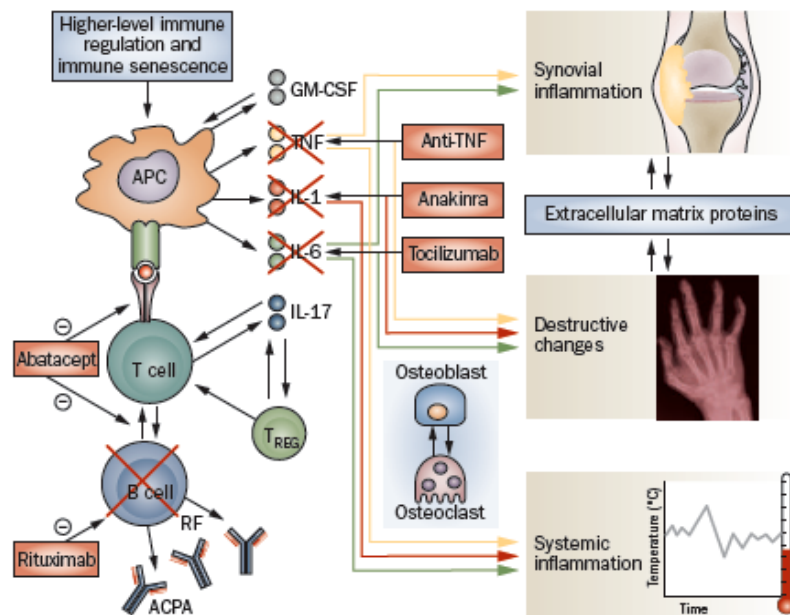 Higher-level immune
regulation and
immune senescence
GM-CSF
TNF
Anti-TNF
APC
IL-1
Anakinra
IL-6
Tocilizumab
IL-17
Abatacept
T cell
TREG
B cell
RF
Rituximab
ACPA
Osteoblast
Osteoclast
Synovial
inflammation
Extracellular matrix proteins
Destructive
changes
Systemic
inflammation
Temperature (°C)
Time